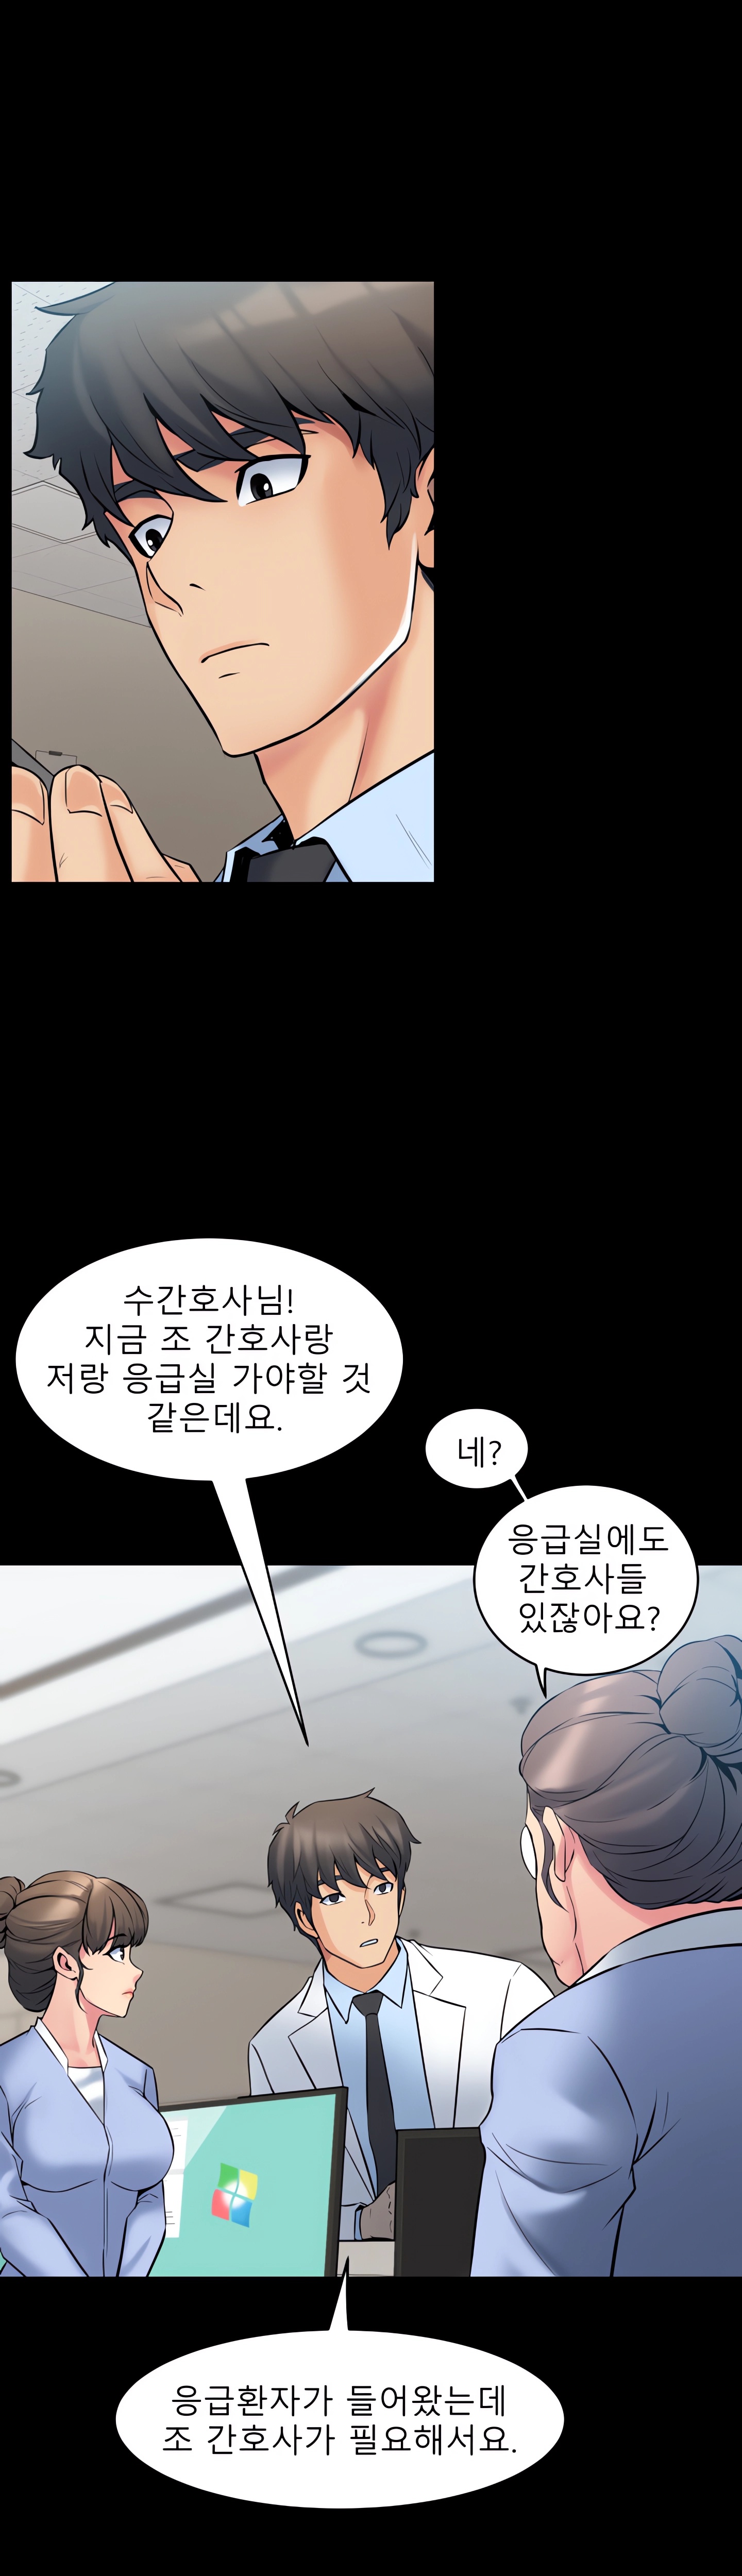 수간호사님!
지금 조 간호사랑
저랑 응급실 가야할 것
같은데요.
네?
응급실에도
간호사들
있잖아요?
응급환자가 들어왔는데
조 간호사가 필요해서요.